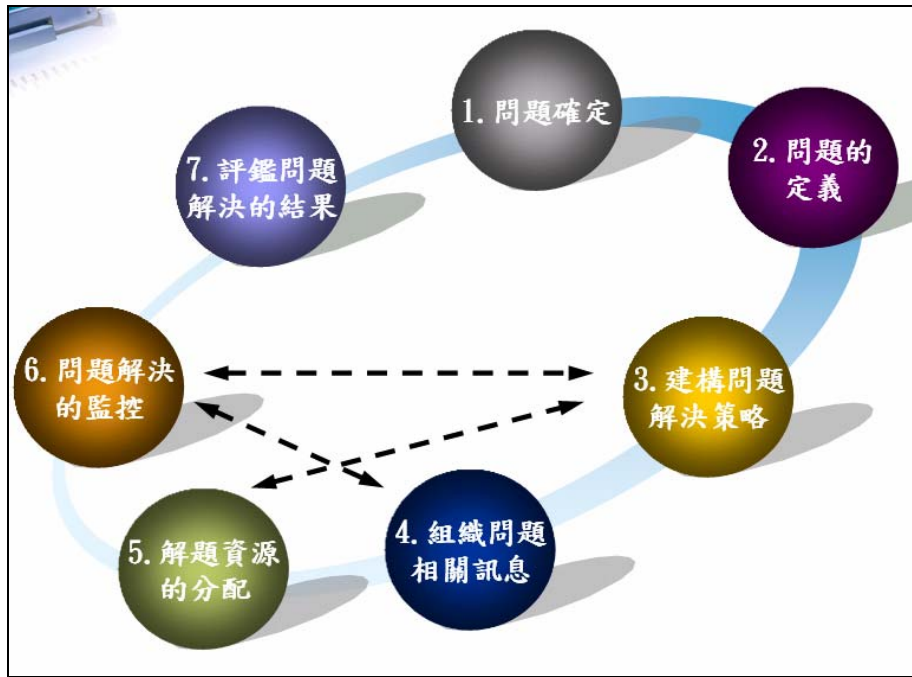 1. 問題確定
2. 問題的
定義
3. 建構問題
解決策略
4. 組織問題
相關訊息
5. 解題資源
的分配
6. 問題解決
的監控
7. 評鑑問題
解決的結果